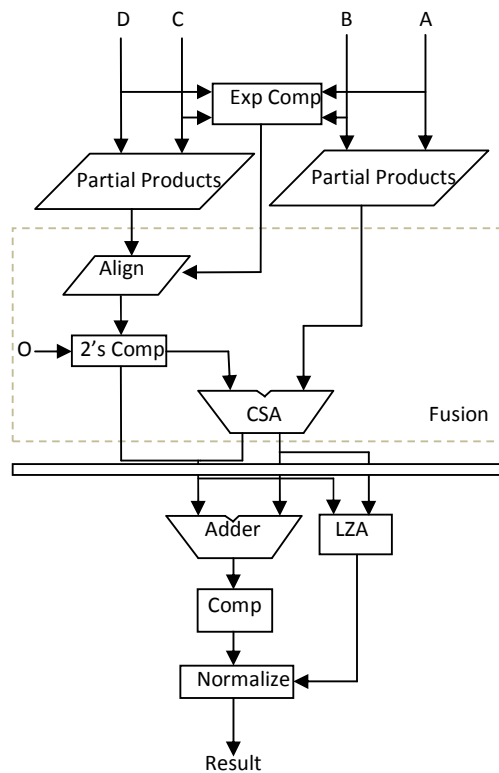 D C B A
Exp Comp
Partial Products
Partial Products
Align
O
2's Comp
CSA
Fusion
Adder
LZA
Comp
Normalize
Result